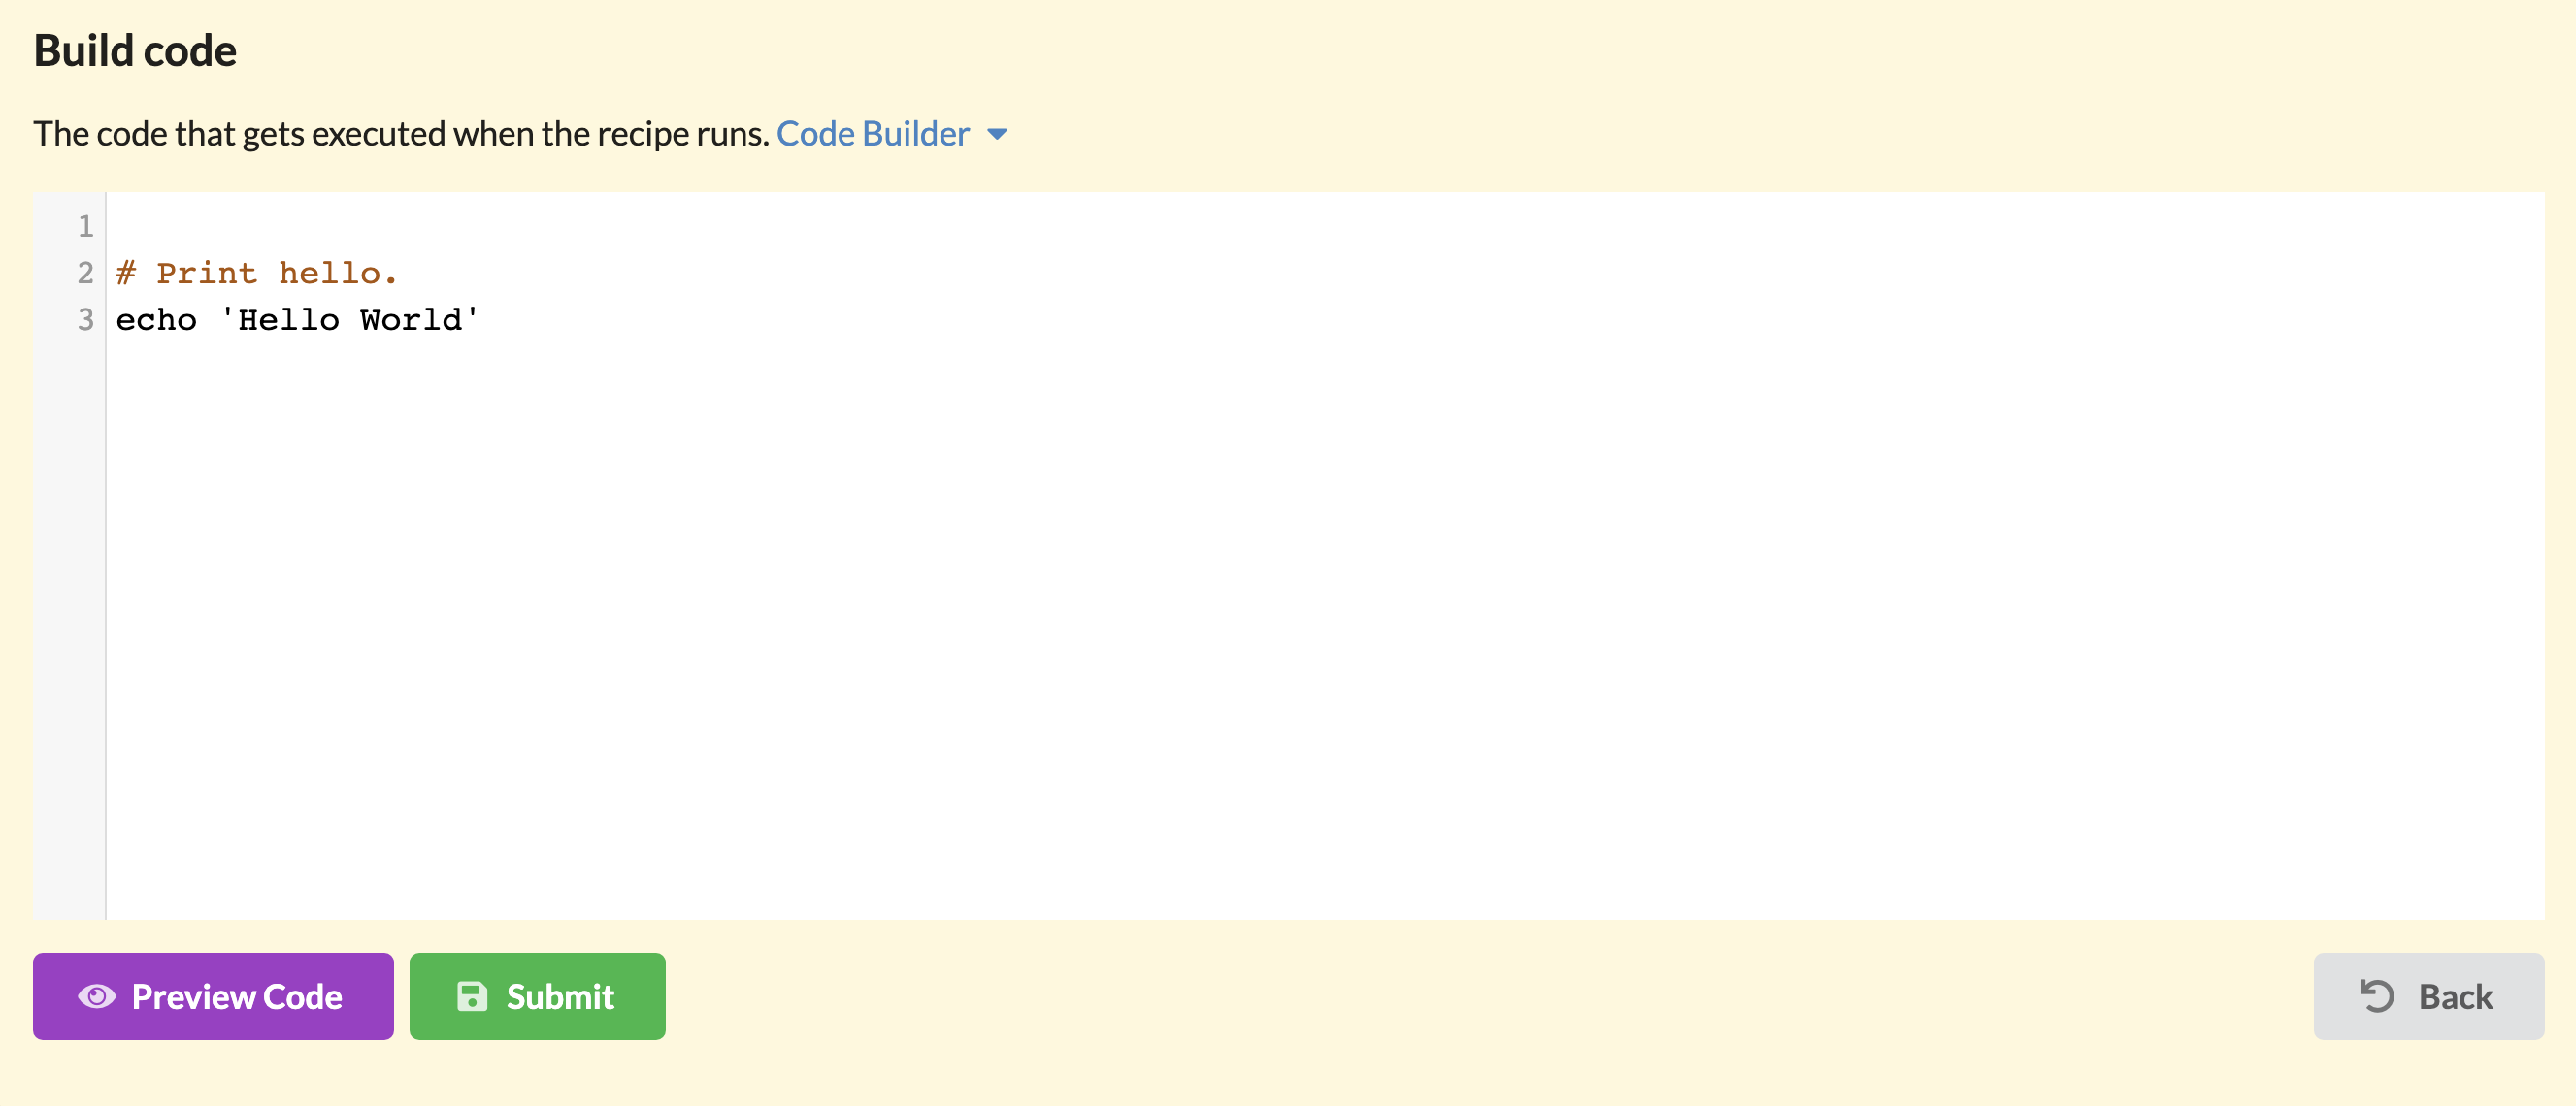 Build code
The code that gets executed when the recipe runs. Code Builder
1
2 # Print hello.
3 echo 'Hello World'
Preview Code Submit Back